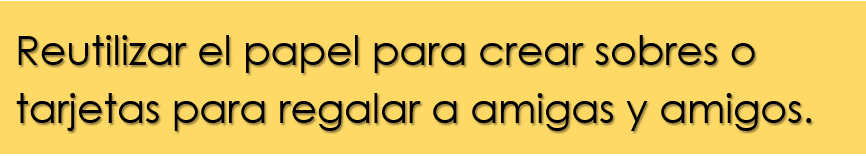 Reutilizar el papel para crear sobres o
tarjetas para regalar a amigas y amigos.